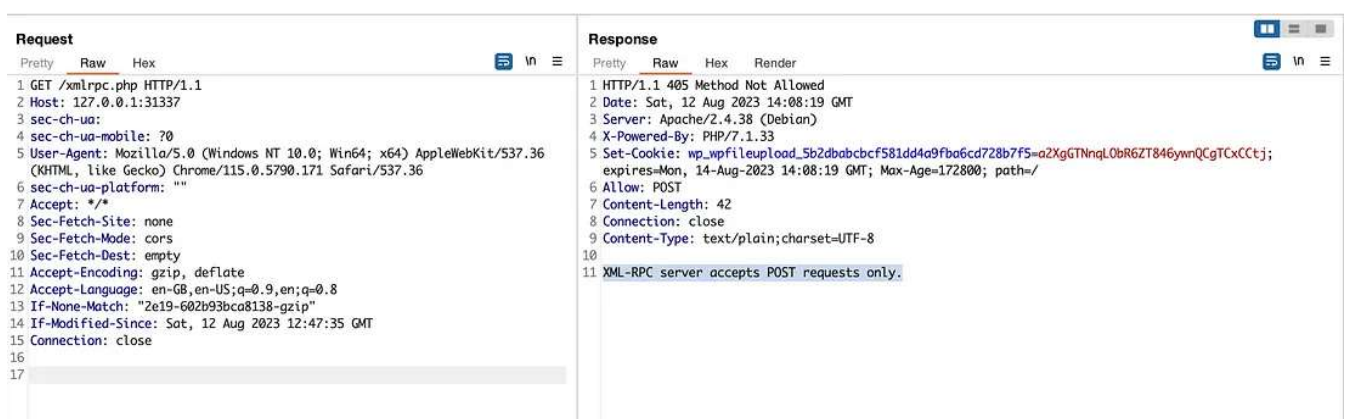 Request
Pretty Raw Hex
\n
1 GET /xmlrpc.php HTTP/1.1
2 Host: 127.0.0.1:31337
3 sec-ch-ua:
4 sec-ch-ua-mobile: ?0
5 User-Agent: Mozilla/5.0 (Windows NT 10.0; Win64; x64) AppleWebKit/537.36
(KHTML, like Gecko) Chrome/115.0.5790.171 Safari/537.36
6 sec-ch-ua-platform: ""
7 Accept: */*
8 Sec-Fetch-Site: none
9 Sec-Fetch-Mode: cors
10 Sec-Fetch-Dest: empty
11 Accept-Encoding: gzip, deflate
12 Accept-Language: en-GB,en-US;q=0.9,en;q=0.8
13 If-None-Match: "2e19-602b93bca8138-gzip"
14 If-Modified-Since: Sat, 12 Aug 2023 12:47:35 GMT
15 Connection: close
16
17
Response
Pretty Raw Hex Render
\n
1 HTTP/1.1 405 Method Not Allowed
2 Date: Sat, 12 Aug 2023 14:08:19 GMT
3 Server: Apache/2.4.38 (Debian)
4 X-Powered-By: PHP/7.1.33
5 Set-Cookie: wp_wpfileupload_5b2dbabcbcf581dd4a9fba6cd728b7f5=a2XgGTNnqLObR6ZT846ywnQCgTCxCCtj;
expires=Mon, 14-Aug-2023 14:08:19 GMT; Max-Age=172800; path=/
6 Allow: POST
7 Content-Length: 42
8 Connection: close
9 Content-Type: text/plain;charset=UTF-8
10
11 XML-RPC server accepts POST requests only.